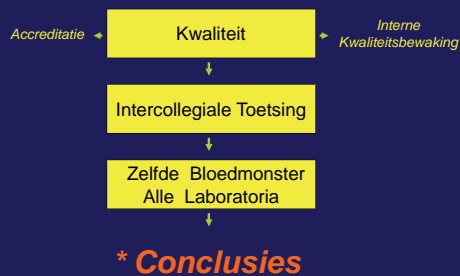 Accreditatie
Kwaliteit
Interne
Kwaliteitsbewaking
Intercollegiale Toetsing
Zelfde Bloedmonster
Alle Laboratoria
* Conclusies